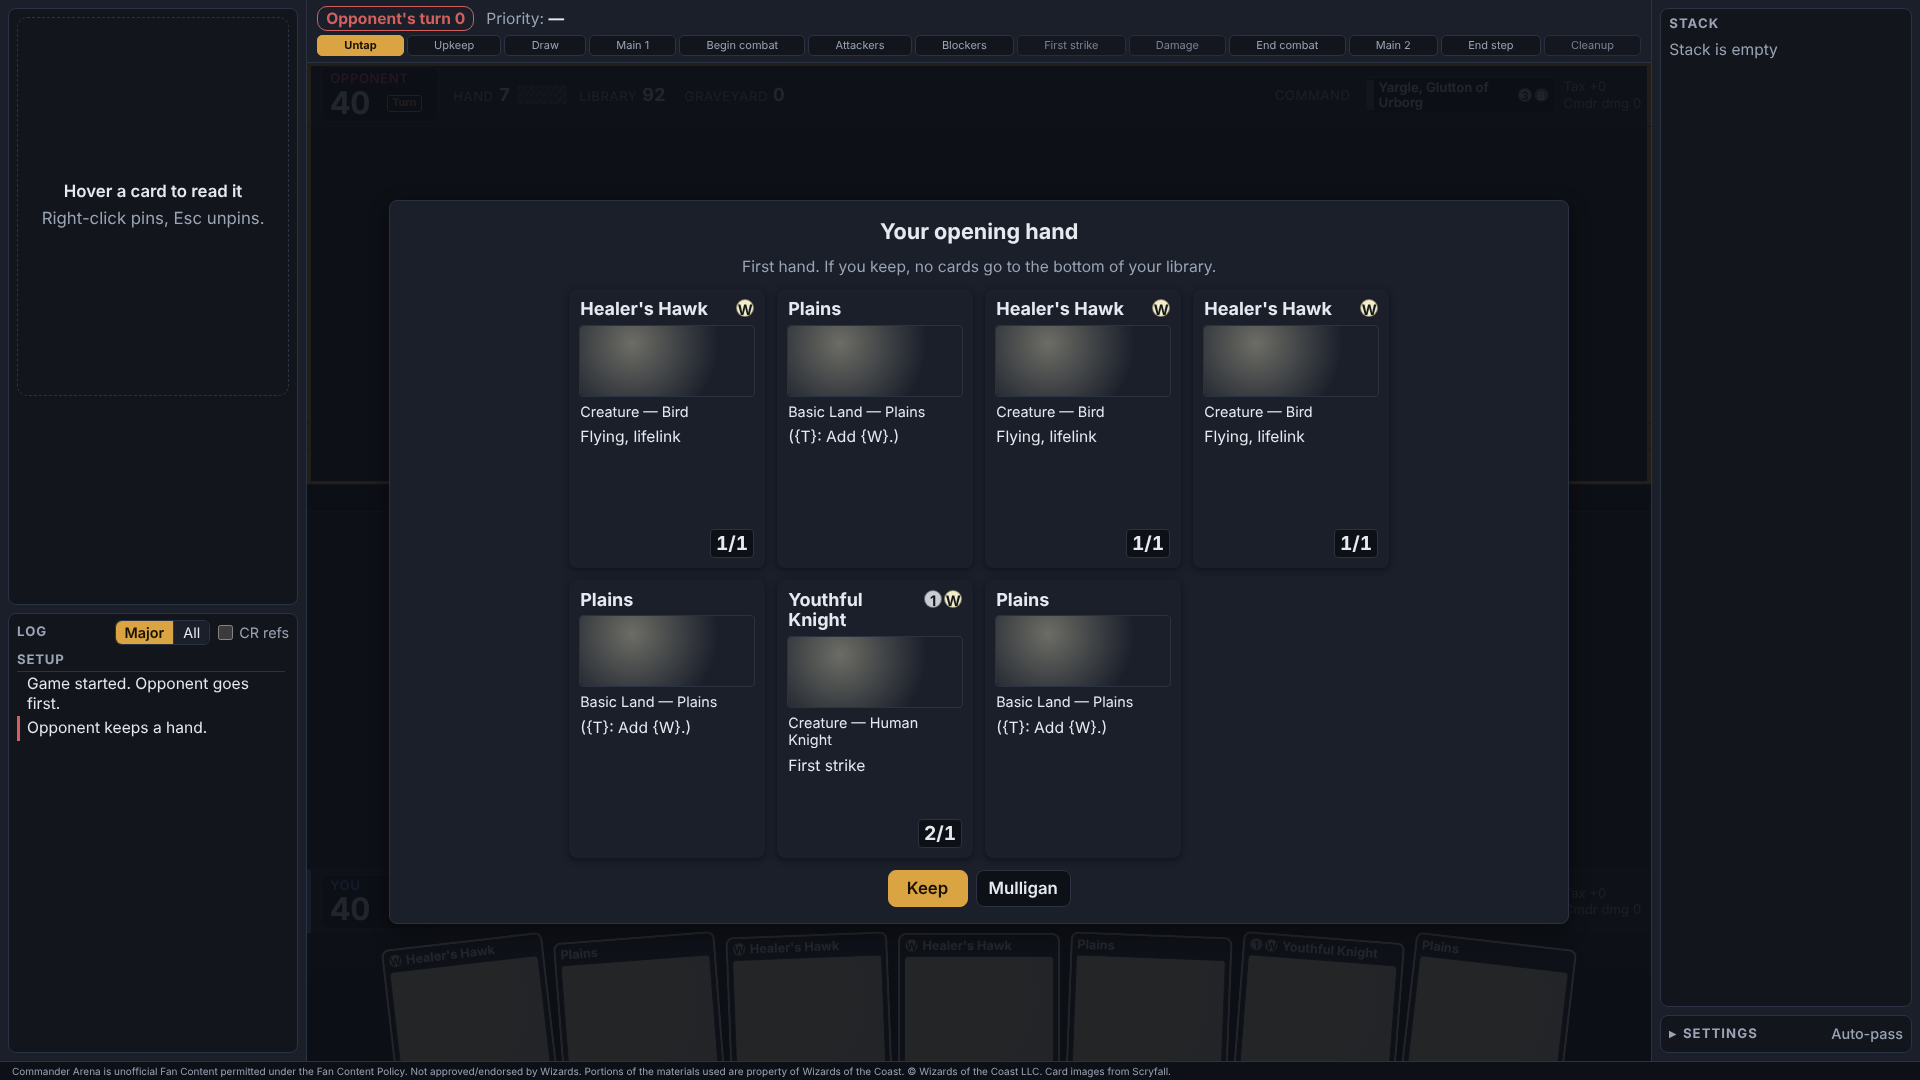 Hover a card to read it
Right-click pins, Esc unpins.
LOG
Major
All
CR refs
SETUP
Game started. Opponent goes
first.
Opponent keeps a hand.
Opponent's turn 0
Priority: —
Untap
Upkeep
Draw
Main 1
Begin combat
Attackers
Blockers
First strike
Damage
End combat
Main 2
End step
Cleanup
OPPONENT
40
Turn
HAND 7
LIBRARY 92
GRAVEYARD 0
COMMAND
Yargle, Glutton of
Urborg
3 B
Tax +0
Cmdr dmg 0
Your opening hand
First hand. If you keep, no cards go to the bottom of your library.
Healer's Hawk W
Creature — Bird
Flying, lifelink
1/1
Plains
Basic Land — Plains
({T}: Add {W}.)
Healer's Hawk W
Creature — Bird
Flying, lifelink
1/1
Healer's Hawk W
Creature — Bird
Flying, lifelink
1/1
Plains
Basic Land — Plains
({T}: Add {W}.)
Youthful
Knight
1 W
Creature — Human
Knight
First strike
2/1
Plains
Basic Land — Plains
({T}: Add {W}.)
Keep
Mulligan
YOU
40
Tax +0
Cmdr dmg 0
W Healer's Hawk
Plains
W Healer's Hawk
W Healer's Hawk
Plains
1 W Youthful Knight
Plains
STACK
Stack is empty
▸ SETTINGS
Auto-pass
Commander Arena is unofficial Fan Content permitted under the Fan Content Policy. Not approved/endorsed by Wizards. Portions of the materials used are property of Wizards of the Coast. © Wizards of the Coast LLC. Card images from Scryfall.